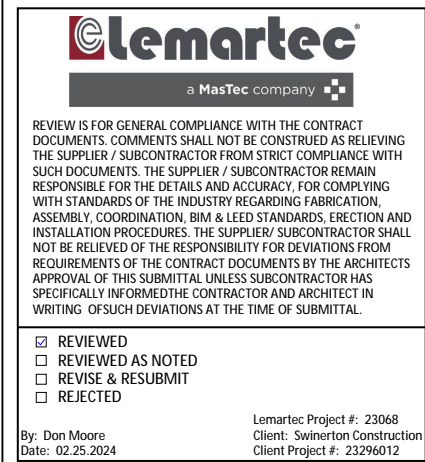 elemartec
a MasTec company
REVIEW IS FOR GENERAL COMPLIANCE WITH THE CONTRACT
DOCUMENTS. COMMENTS SHALL NOT BE CONSTRUED AS RELIEVING
THE SUPPLIER / SUBCONTRACTOR FROM STRICT COMPLIANCE WITH
SUCH DOCUMENTS. THE SUPPLIER / SUBCONTRACTOR REMAIN
RESPONSIBLE FOR THE DETAILS AND ACCURACY, FOR COMPLYING
WITH STANDARDS OF THE INDUSTRY REGARDING FABRICATION,
ASSEMBLY, COORDINATION, BIM & LEED STANDARDS, ERECTION AND
INSTALLATION PROCEDURES. THE SUPPLIER/ SUBCONTRACTOR SHALL
NOT BE RELIEVED OF THE RESPONSIBILITY FOR DEVIATIONS FROM
REQUIREMENTS OF THE CONTRACT DOCUMENTS BY THE ARCHITECTS
APPROVAL OF THIS SUBMITTAL UNLESS SUBCONTRACTOR HAS
SPECIFICALLY INFORMEDTHE CONTRACTOR AND ARCHITECT IN
WRITING OFSUCH DEVIATIONS AT THE TIME OF SUBMITTAL.
☑ REVIEWED
☐ REVIEWED AS NOTED
☐ REVISE & RESUBMIT
☐ REJECTED
Lemartec Project #: 23068
By: Don Moore Client: Swinerton Construction
Date: 02.25.2024 Client Project #: 23296012